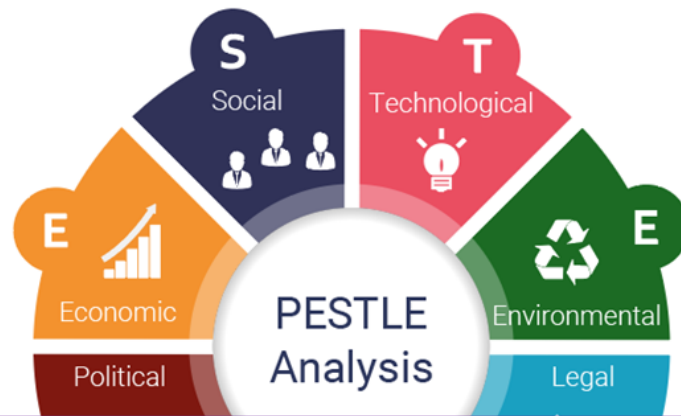 S
Social
T
Technological
E
Economic
E
Environmental
PESTLE
Analysis
Political
Legal